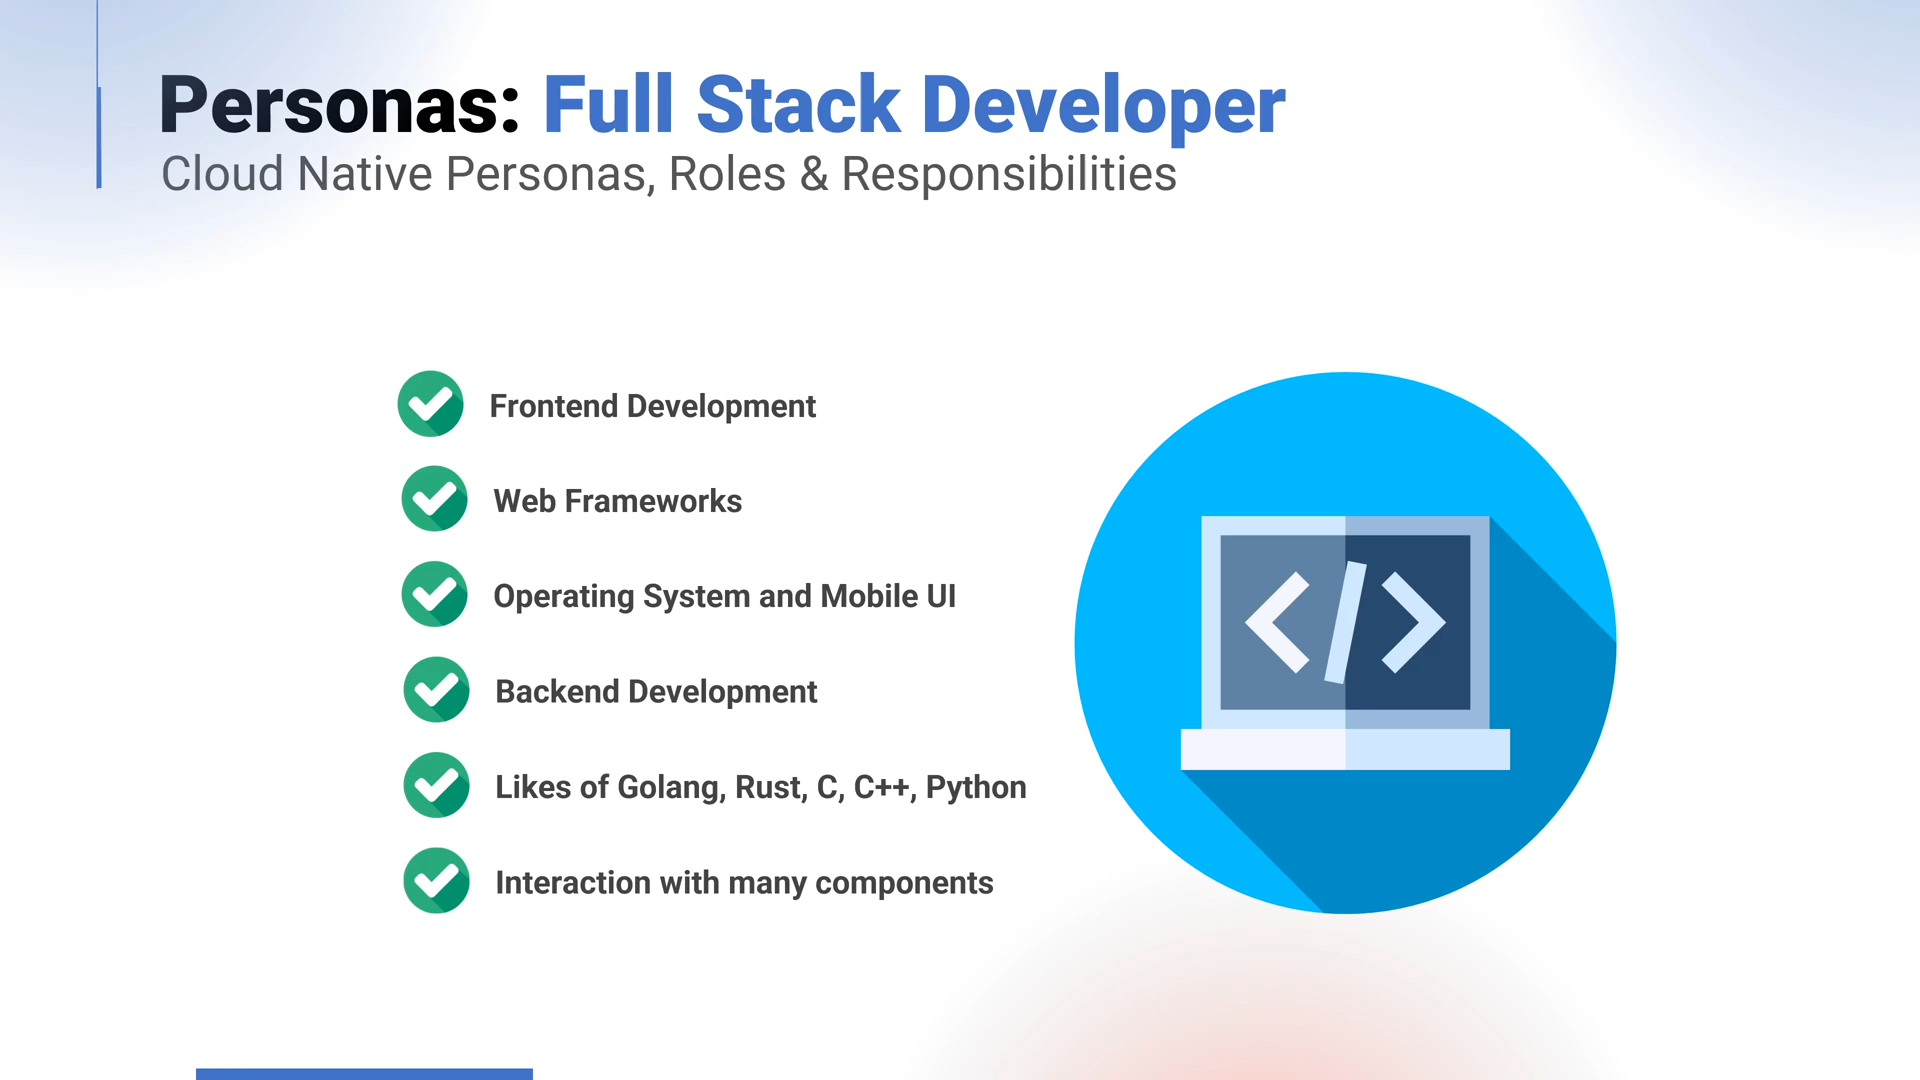 Personas: Full Stack Developer
Cloud Native Personas, Roles & Responsibilities
Frontend Development
Web Frameworks
Operating System and Mobile UI
Backend Development
Likes of Golang, Rust, C, C++, Python
Interaction with many components